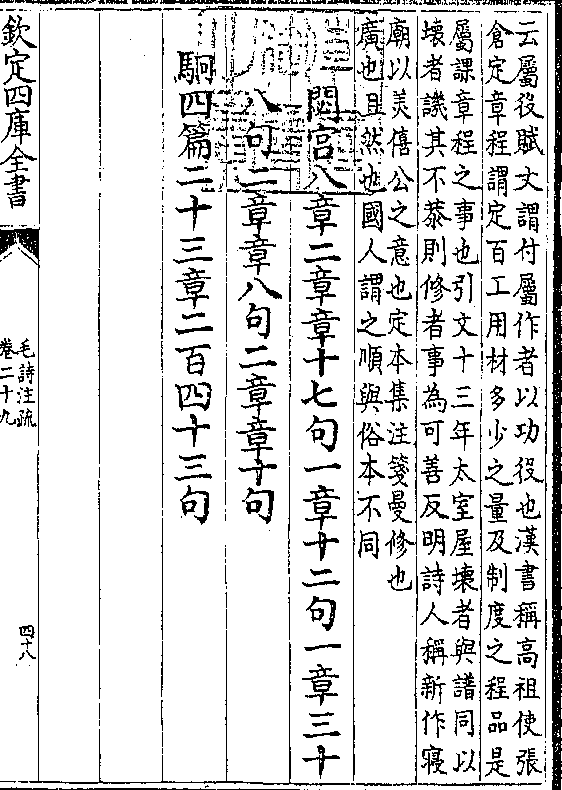 云屬役賦丈謂付屬作者以功役也漢書稱高祖使張
倉定章程謂定百工用材多少之量及制度之程品是
屬課章程之事也引文十三年太室屋壞者與譜同以
壞者譏其不恭則修者事為可善反明詩人稱新作寢
廟以美僖公之意也定本集注箋曼修也
廣也且然也國人謂之順與俗本不同
閟宮八章二章章十七句一章十二句一章三十
八句二章章八句二章章十句
駉四篇二十三章二百四十三句
欽定四庫全書
毛詩注疏
卷二十九
四十八